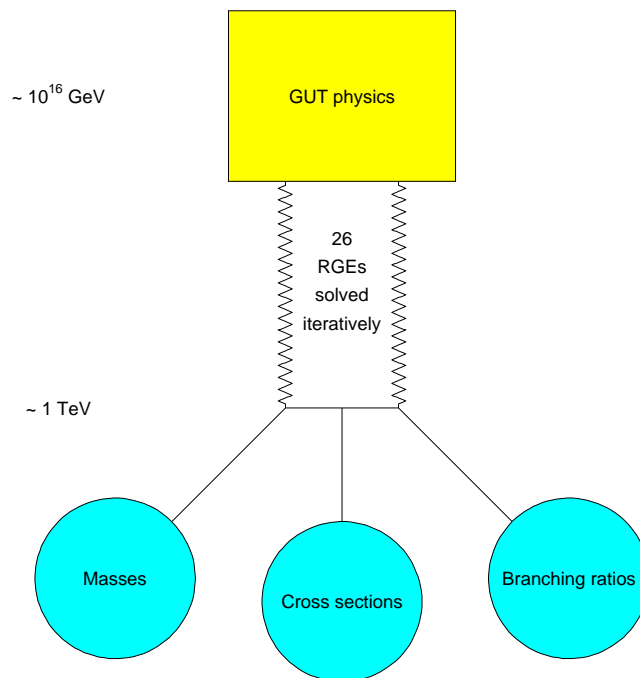 ~ 10^16 GeV
GUT physics
26
RGEs
solved
iteratively
~ 1 TeV
Masses
Cross sections
Branching ratios